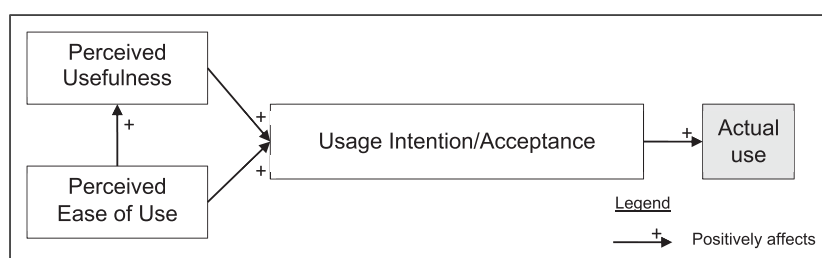 Perceived
Usefulness
+
+
Perceived
Ease of Use
+
Usage Intention/Acceptance
+
Actual
use
Legend
+
Positively affects